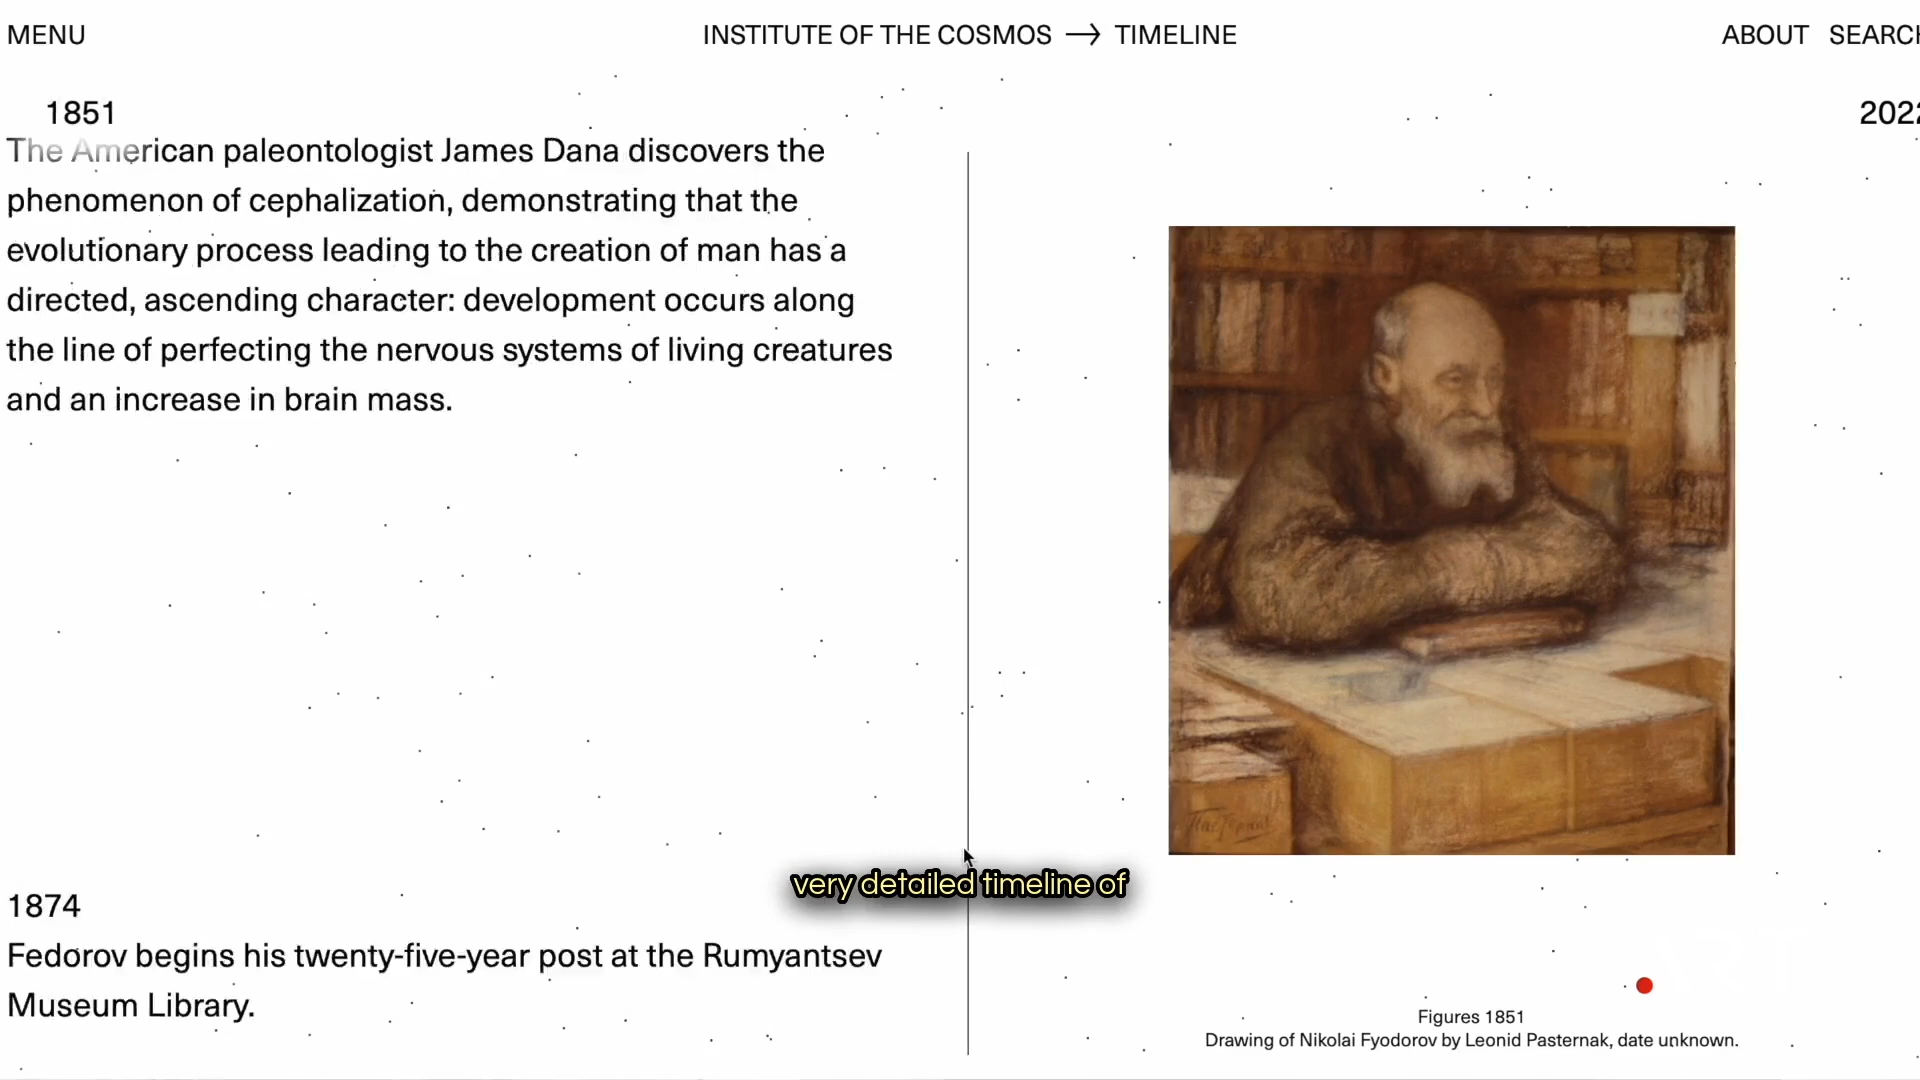 MENU
INSTITUTE OF THE COSMOS → TIMELINE
ABOUT SEARCH
1851
2022
The American paleontologist James Dana discovers the
phenomenon of cephalization, demonstrating that the
evolutionary process leading to the creation of man has a
directed, ascending character: development occurs along
the line of perfecting the nervous systems of living creatures
and an increase in brain mass.
very detailed timeline of
1874
Fedorov begins his twenty-five-year post at the Rumyantsev
Museum Library.
Figures 1851
Drawing of Nikolai Fyodorov by Leonid Pasternak, date unknown.